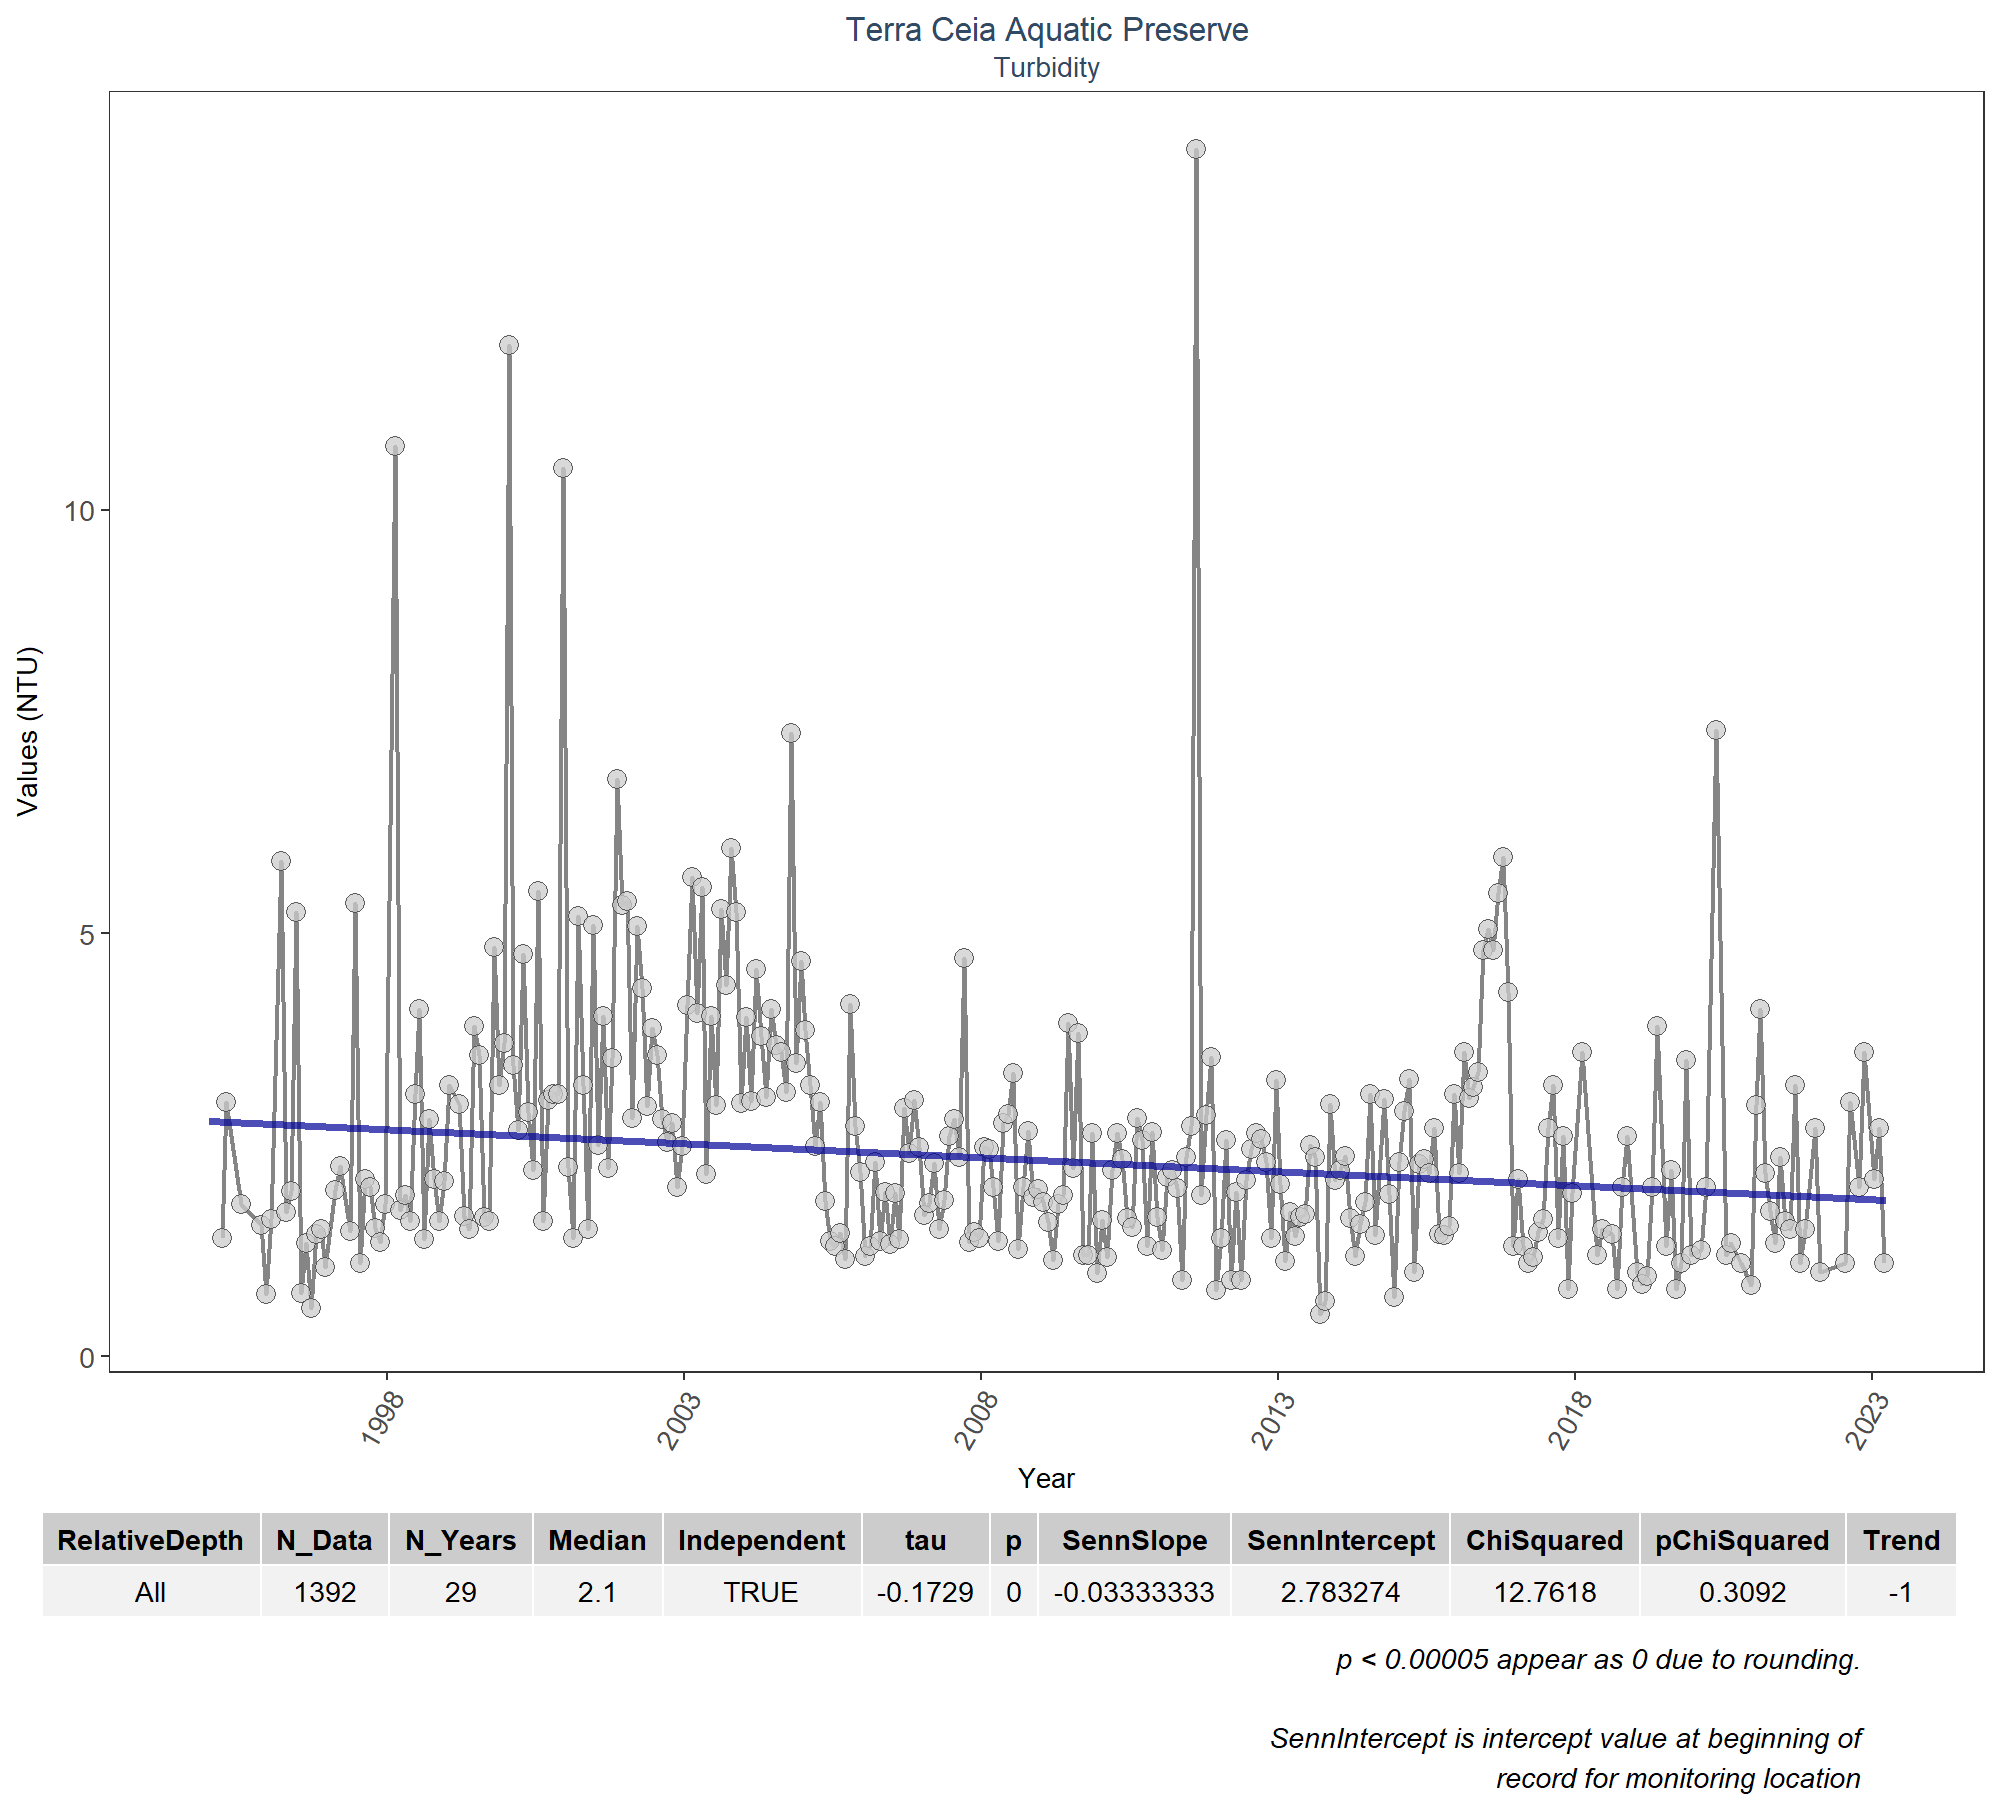 Terra Ceia Aquatic Preserve
Turbidity
Values (NTU)
10
5
0
1998 2003 2008 2013 2018 2023
Year
RelativeDepth N_Data N_Years Median Independent tau p SennSlope SennIntercept ChiSquared pChiSquared Trend
All 1392 29 2.1 TRUE -0.1729 0 -0.03333333 2.783274 12.7618 0.3092 -1
p < 0.00005 appear as 0 due to rounding.
SennIntercept is intercept value at beginning of
record for monitoring location